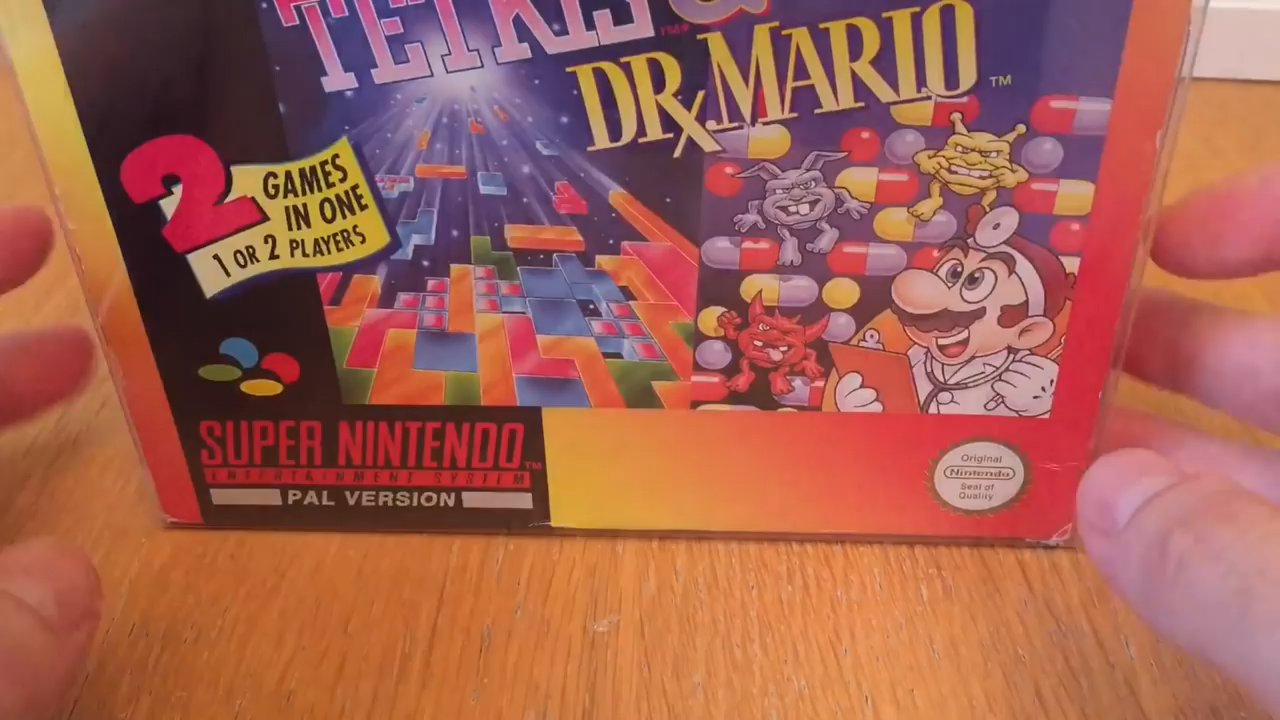 TETRIS &
TM
DR.MARIO
TM
2 GAMES
IN ONE
1 OR 2 PLAYERS
SUPER NINTENDO
TM
ENTERTAINMENT SYSTEM
PAL VERSION
Original
Nintendo
Seal of
Quality